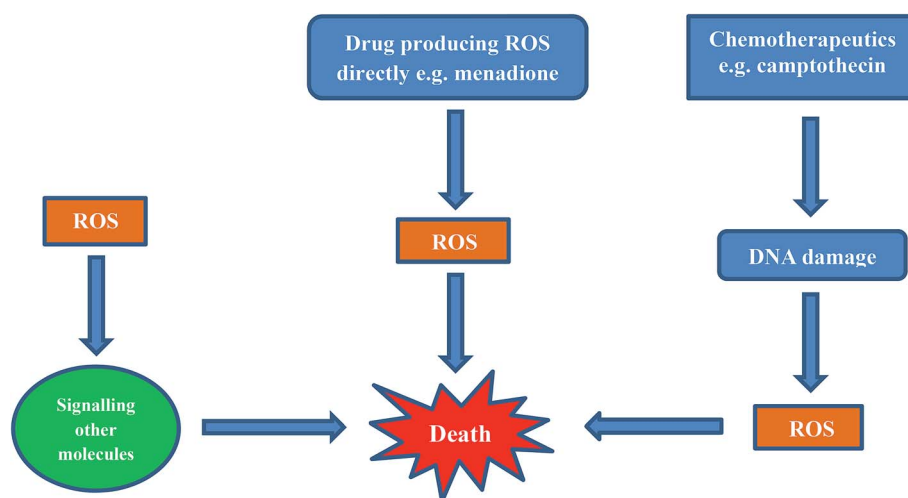 Drug producing ROS
directly e.g. menadione
Chemotherapeutics
e.g. camptothecin
ROS
ROS
DNA damage
Signalling
other
molecules
Death
ROS